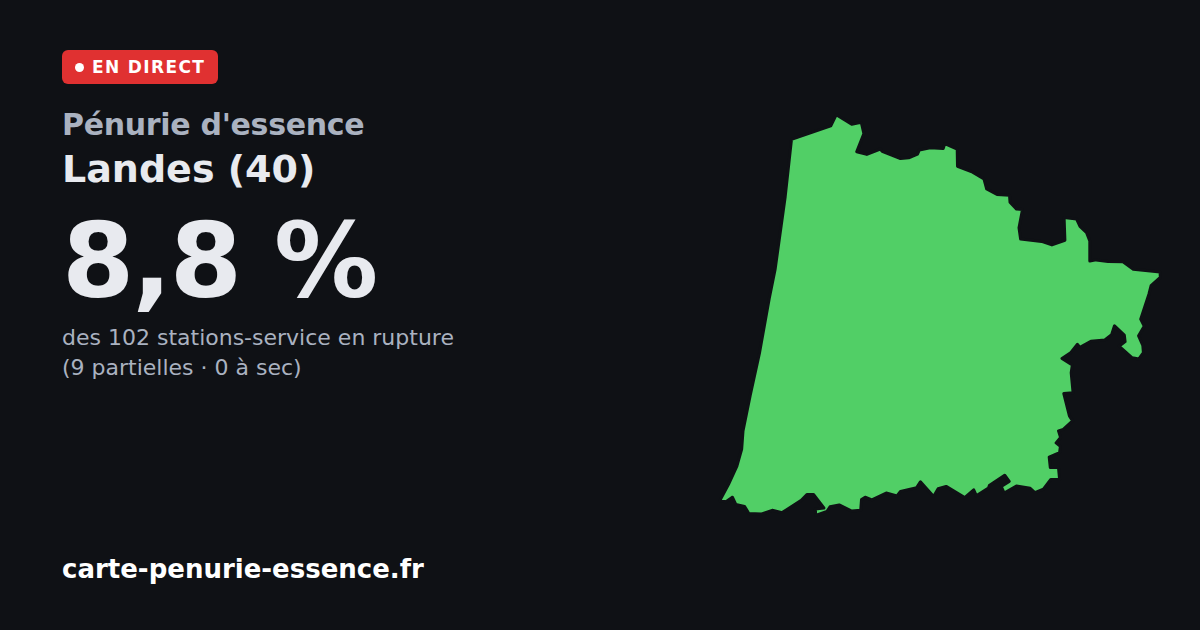 EN DIRECT
Pénurie d'essence
Landes (40)
8,8 %
des 102 stations-service en rupture
(9 partielles · 0 à sec)
carte-penurie-essence.fr